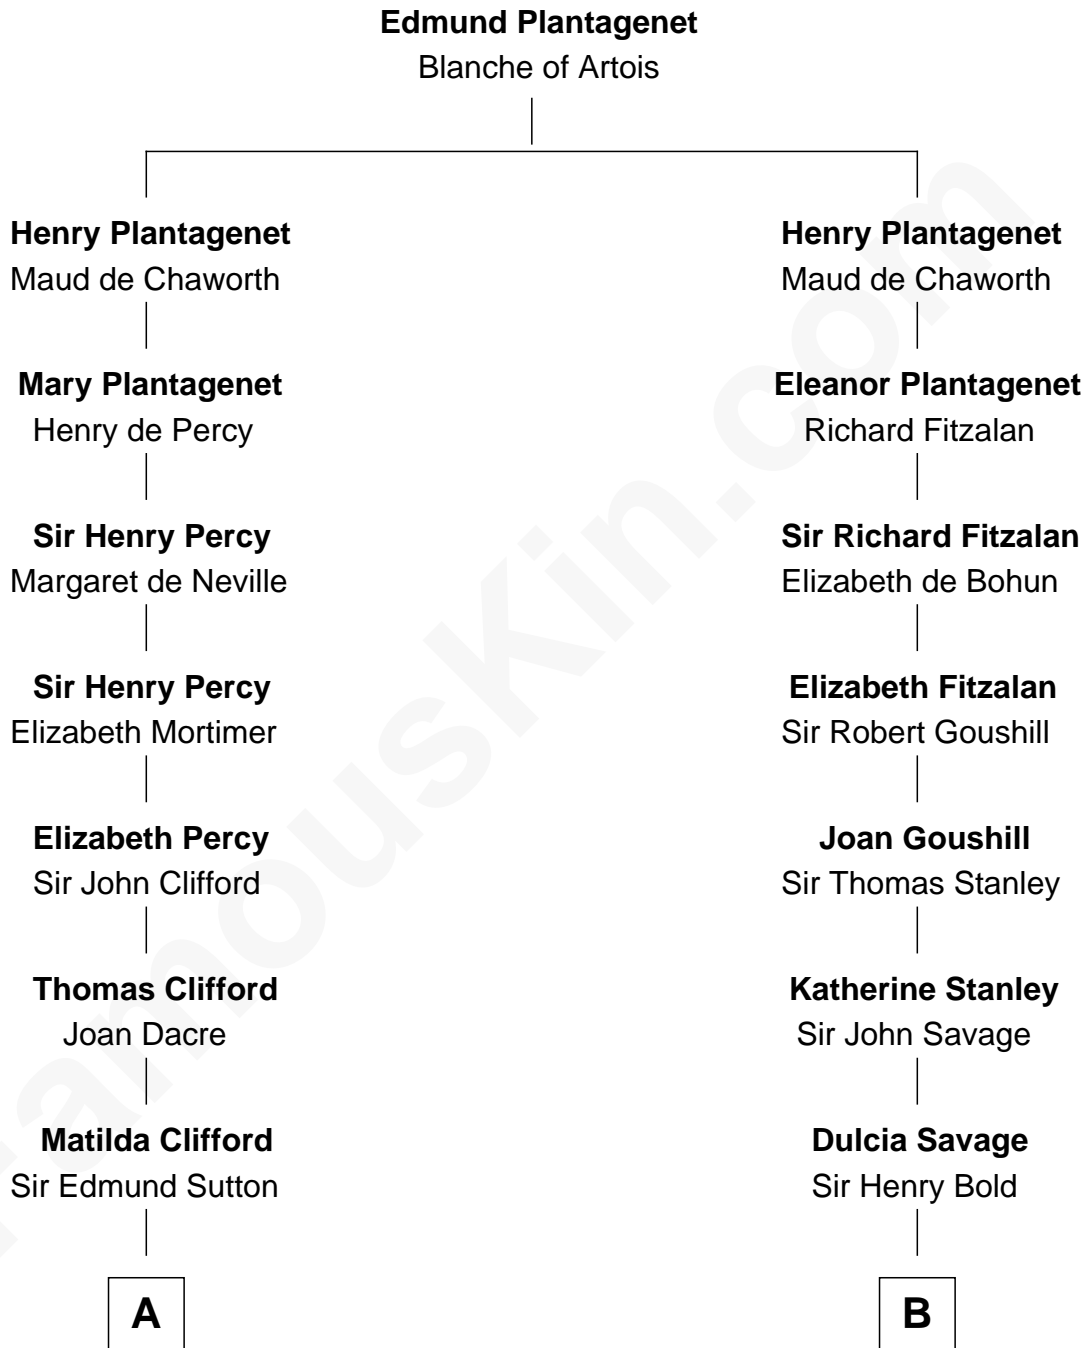 Edmund Plantagenet
Blanche of Artois
Henry Plantagenet
Maud de Chaworth
Henry Plantagenet
Maud de Chaworth
Mary Plantagenet
Henry de Percy
Eleanor Plantagenet
Richard Fitzalan
Sir Henry Percy
Margaret de Neville
Sir Richard Fitzalan
Elizabeth de Bohun
Sir Henry Percy
Elizabeth Mortimer
Elizabeth Fitzalan
Sir Robert Goushill
Elizabeth Percy
Sir John Clifford
Joan Goushill
Sir Thomas Stanley
Thomas Clifford
Joan Dacre
Katherine Stanley
Sir John Savage
Matilda Clifford
Sir Edmund Sutton
Dulcia Savage
Sir Henry Bold
A
B
FamousKin.com